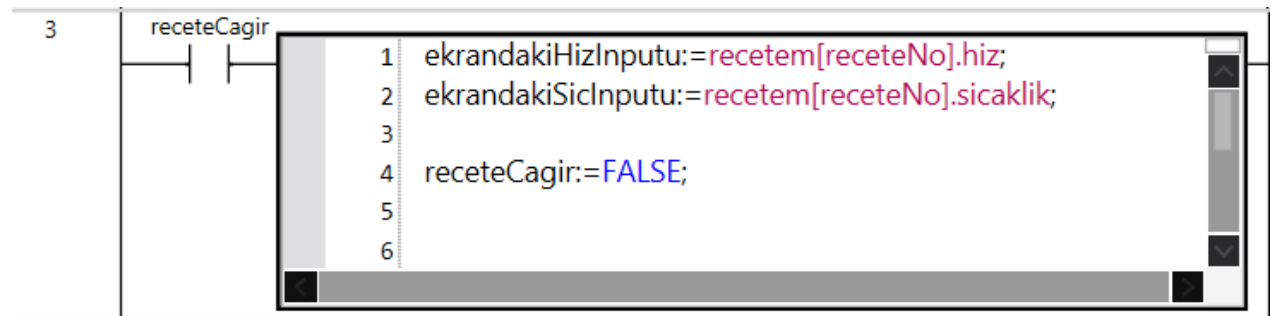 3
receteCagir
1 ekrandakiHizInputu:=recetem[receteNo].hiz;
2 ekrandakiSicInputu:=recetem[receteNo].sicaklik;
3
4 receteCagir:=FALSE;
5
6